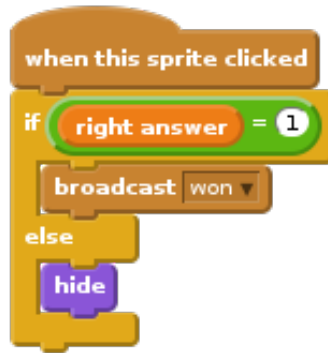 when this sprite clicked
if right answer = 1
broadcast won
else
hide